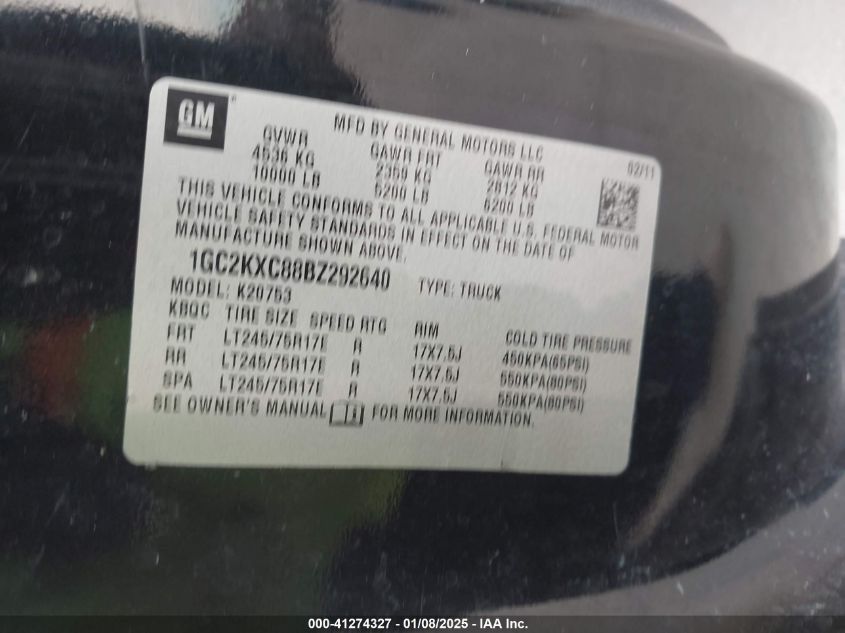 GM
MFD BY GENERAL MOTORS LLC
02/11
GVWR GAWR FRT GAWR RR
4536 KG 2359 KG 2812 KG
10000 LB 5200 LB 6200 LB
THIS VEHICLE CONFORMS TO ALL APPLICABLE U.S. FEDERAL MOTOR
VEHICLE SAFETY STANDARDS IN EFFECT ON THE DATE OF
MANUFACTURE SHOWN ABOVE.
1GC2KXC88BZ292640 TYPE: TRUCK
MODEL: K20753
KBQC TIRE SIZE SPEED RTG RIM COLD TIRE PRESSURE
FRT LT245/75R17E R 17X7.5J 450KPA(65PSI)
RR LT245/75R17E R 17X7.5J 550KPA(80PSI)
SPA LT245/75R17E R 17X7.5J 550KPA(80PSI)
SEE OWNER'S MANUAL FOR MORE INFORMATION.
000-41274327 - 01/08/2025 - IAA Inc.